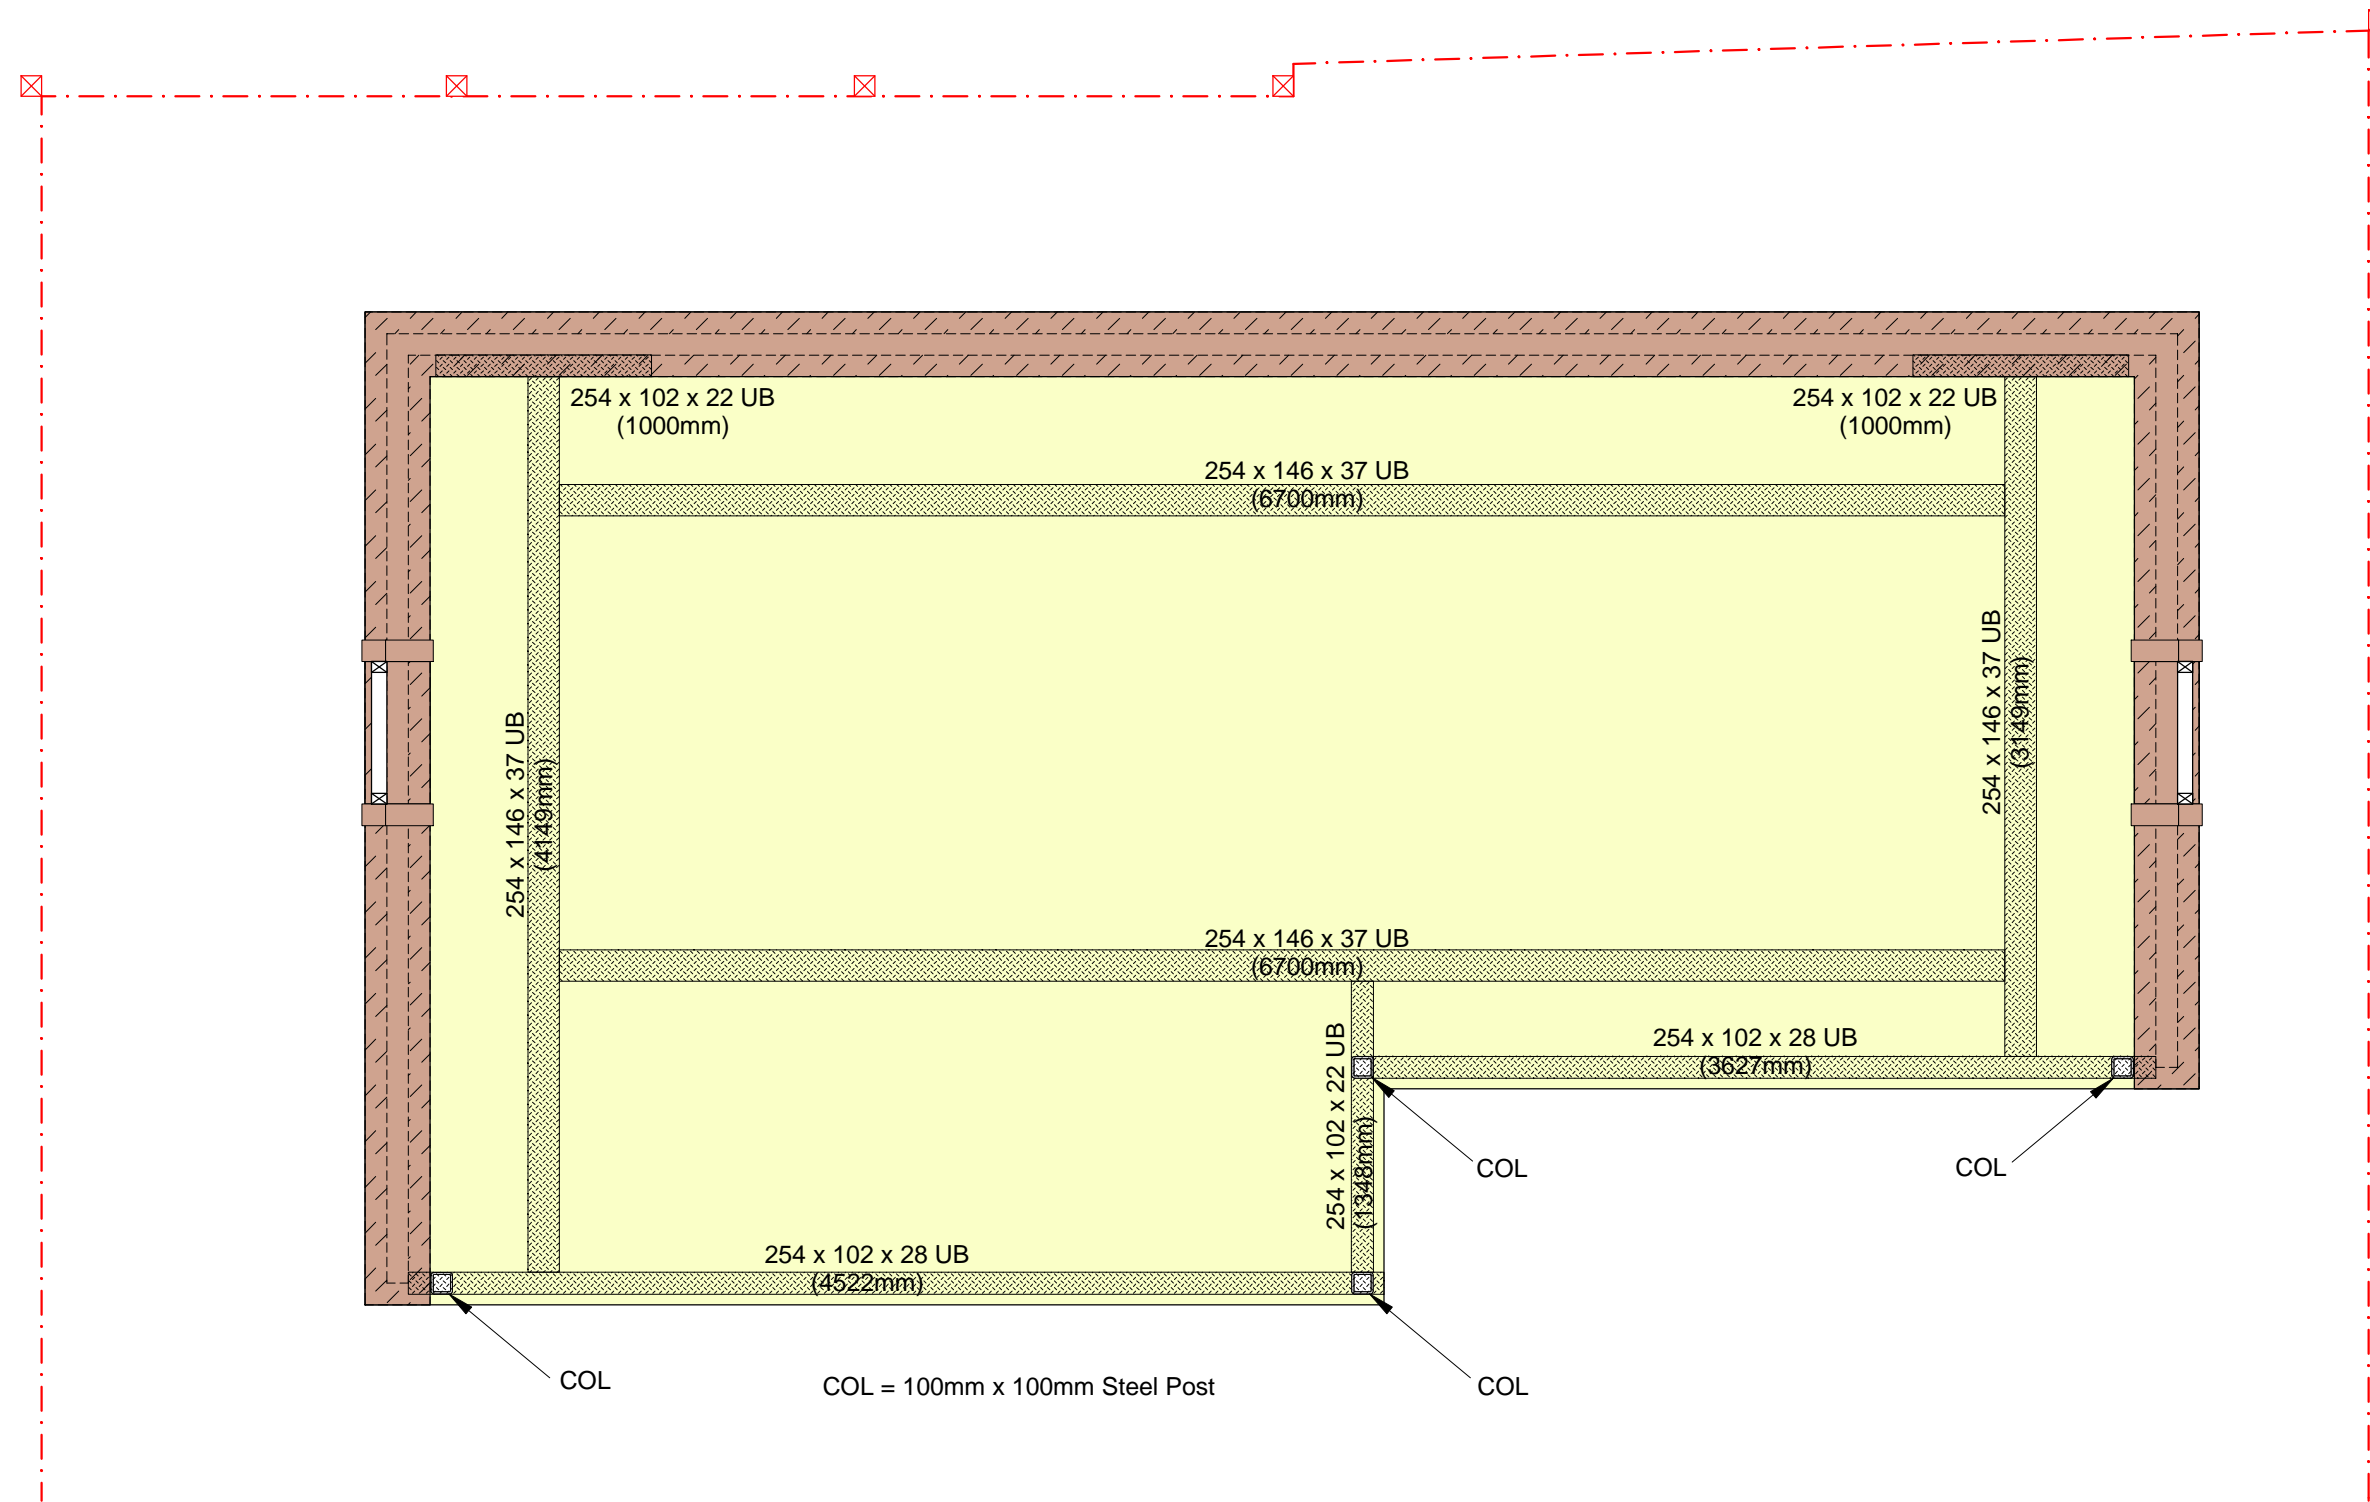 254 x 102 x 22 UB
(1000mm)
254 x 102 x 22 UB
(1000mm)
254 x 146 x 37 UB
(6700mm)
254 x 146 x 37 UB
(4149mm)
254 x 146 x 37 UB
(3149mm)
254 x 146 x 37 UB
(6700mm)
254 x 102 x 22 UB
(1348mm)
254 x 102 x 28 UB
(3627mm)
COL
COL
254 x 102 x 28 UB
(4522mm)
COL
COL = 100mm x 100mm Steel Post
COL